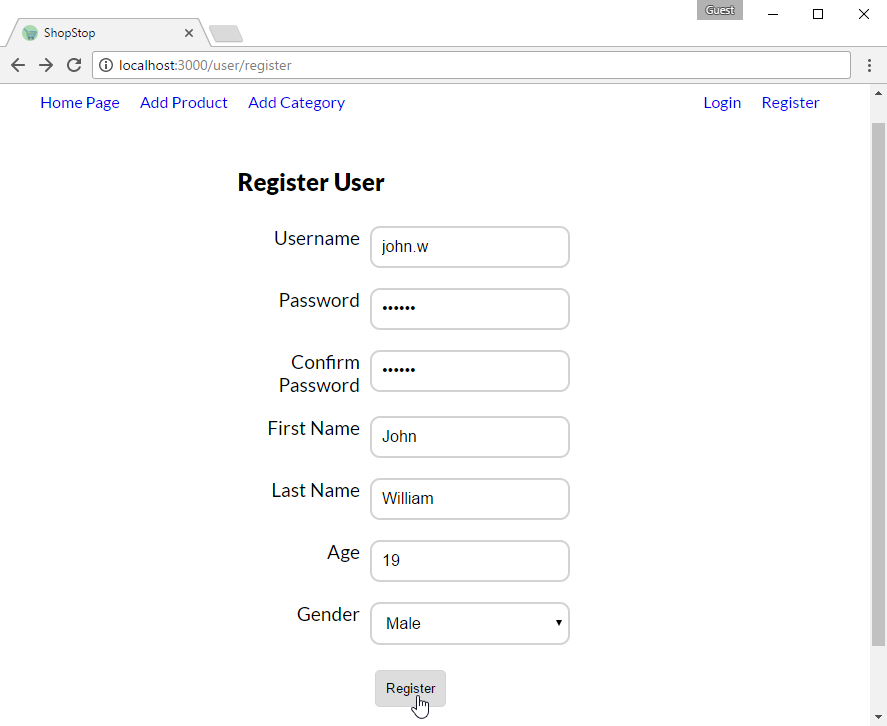 Guest
ShopStop
localhost:3000/user/register
Home Page Add Product Add Category Login Register
Register User
Username john.w
Password ••••••
Confirm
Password ••••••
First Name John
Last Name William
Age 19
Gender Male
Register